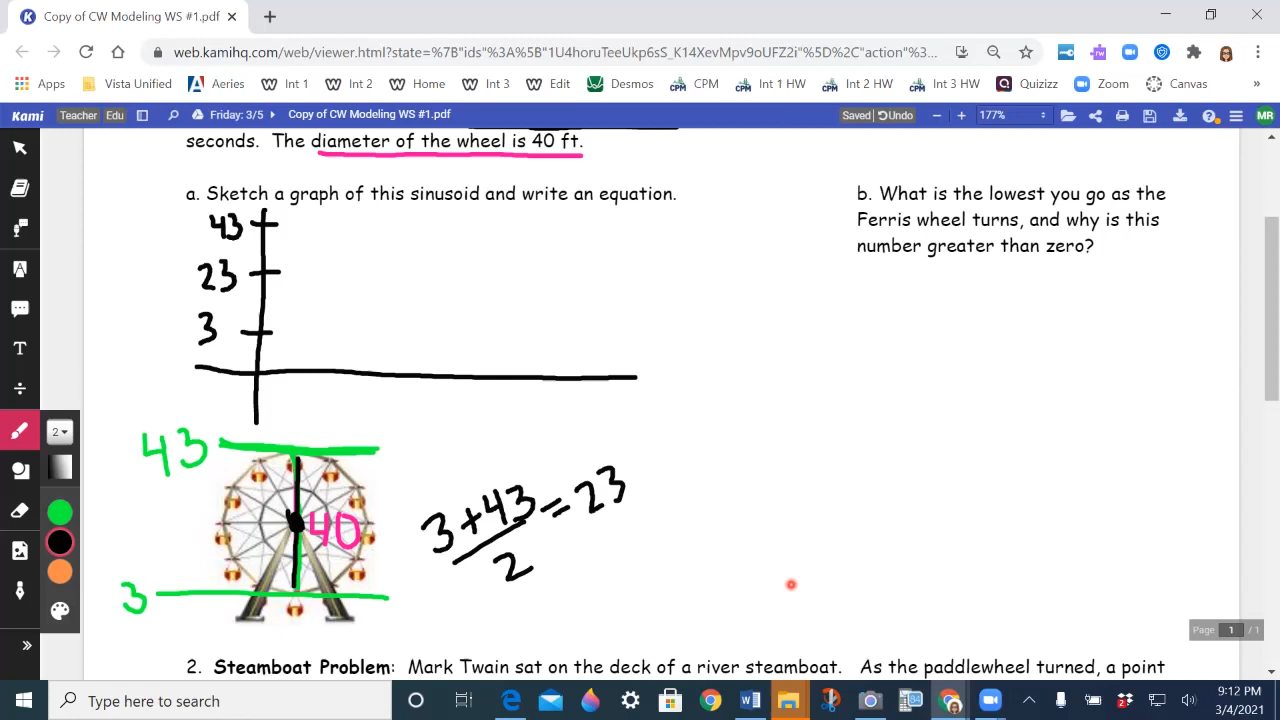 Copy of CW Modeling WS #1.pdf
web.kamihq.com/web/viewer.html?state=%7B"ids"%3A%5B"1U4horuTeeUkp6sS_K14XevMpv9oUFZ2i"%5D%2C"action"%3...
Apps Vista Unified Aeries Int 1 Int 2 Home Int 3 Edit Desmos CPM Int 1 HW Int 2 HW Int 3 HW Quizizz Zoom Canvas »
Kami Teacher Edu Friday: 3/5 Copy of CW Modeling WS #1.pdf Saved Undo 177% MR
seconds. The diameter of the wheel is 40 ft.
a. Sketch a graph of this sinusoid and write an equation.
b. What is the lowest you go as the
Ferris wheel turns, and why is this
number greater than zero?
43
23
3
43
40
3
3 + 43 = 23
2
2
Page 1 / 1
2. Steamboat Problem: Mark Twain sat on the deck of a river steamboat. As the paddlewheel turned, a point
Type here to search
9:12 PM
3/4/2021